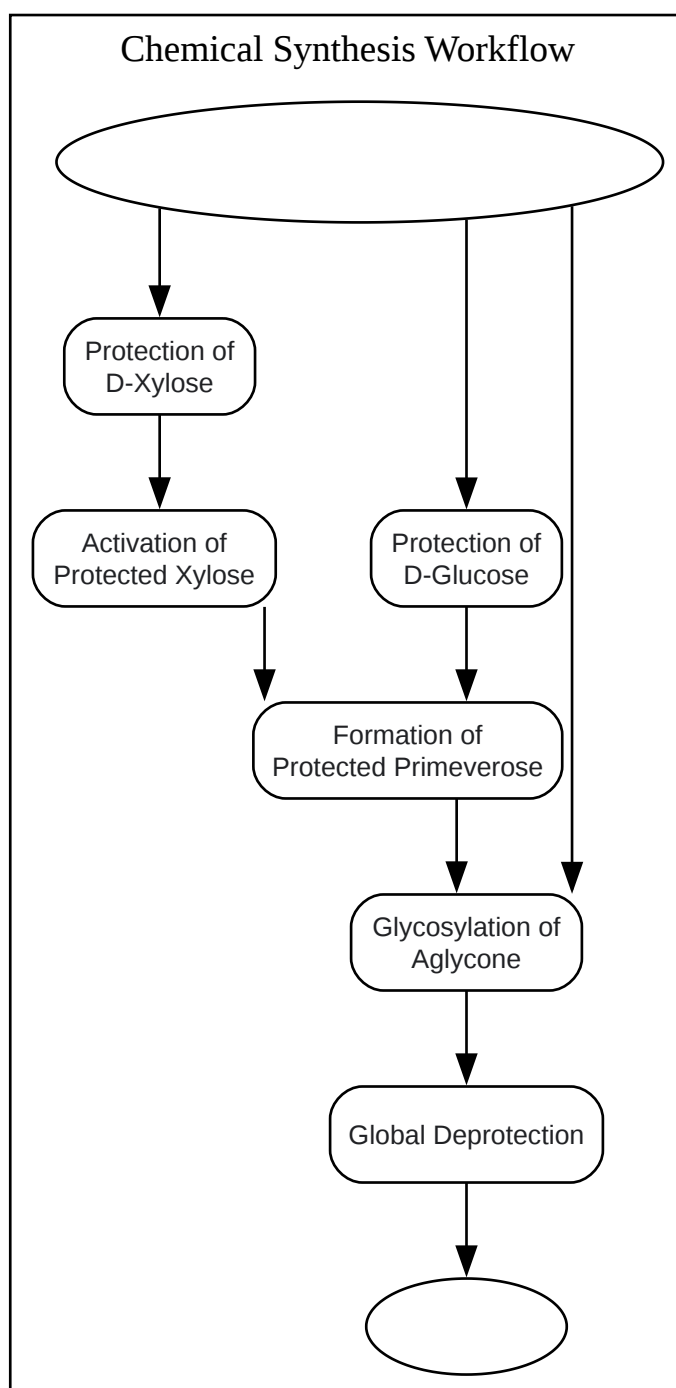 Chemical Synthesis Workflow
Protection of
D-Xylose
Activation of
Protected Xylose
Protection of
D-Glucose
Formation of
Protected Primeverose
Glycosylation of
Aglycone
Global Deprotection